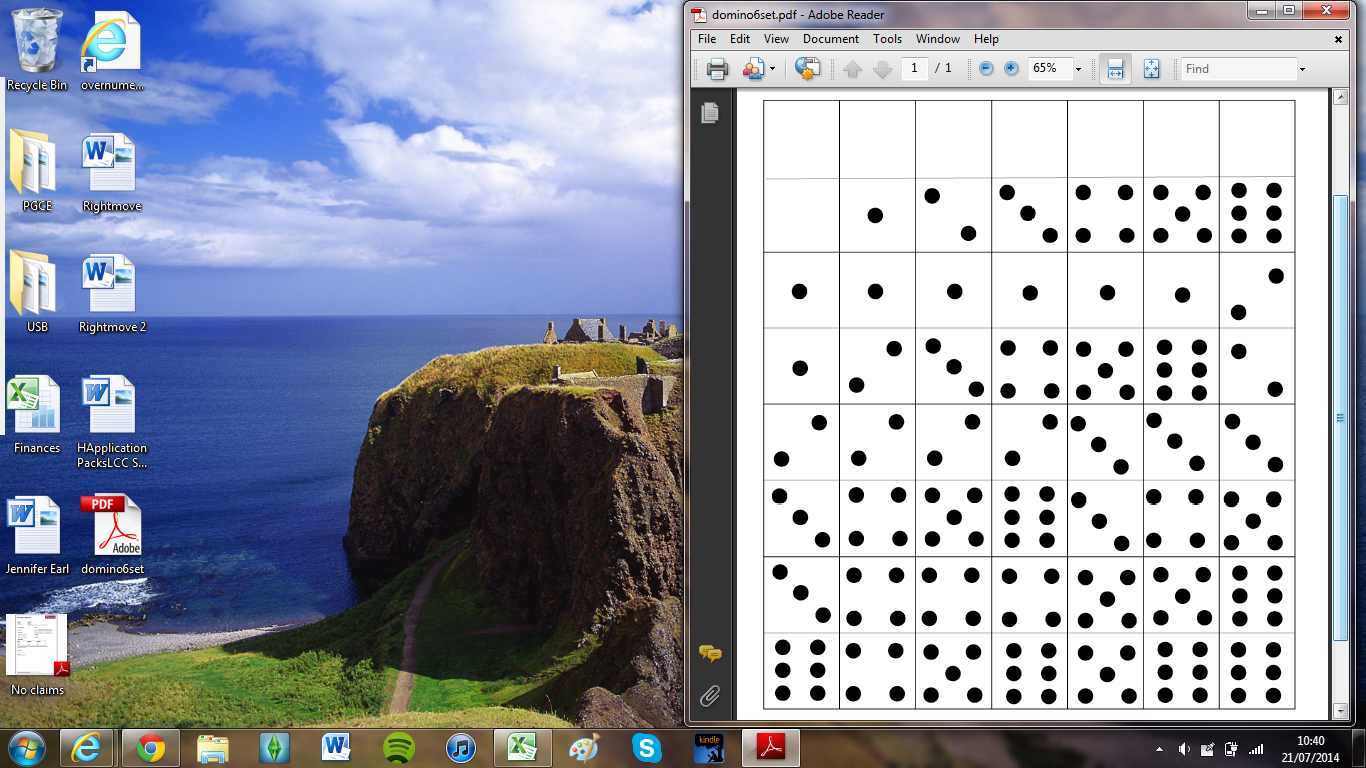 Recycle Bin
overnume...
PGCE
Rightmove
USB
Rightmove 2
Finances
HApplication
PacksLCC S...
Jennifer Earl
PDF
Adobe
domino6set
No claims
domino6set.pdf - Adobe Reader
File Edit View Document Tools Window Help
1 / 1 65% Find
kindle
10:40
21/07/2014